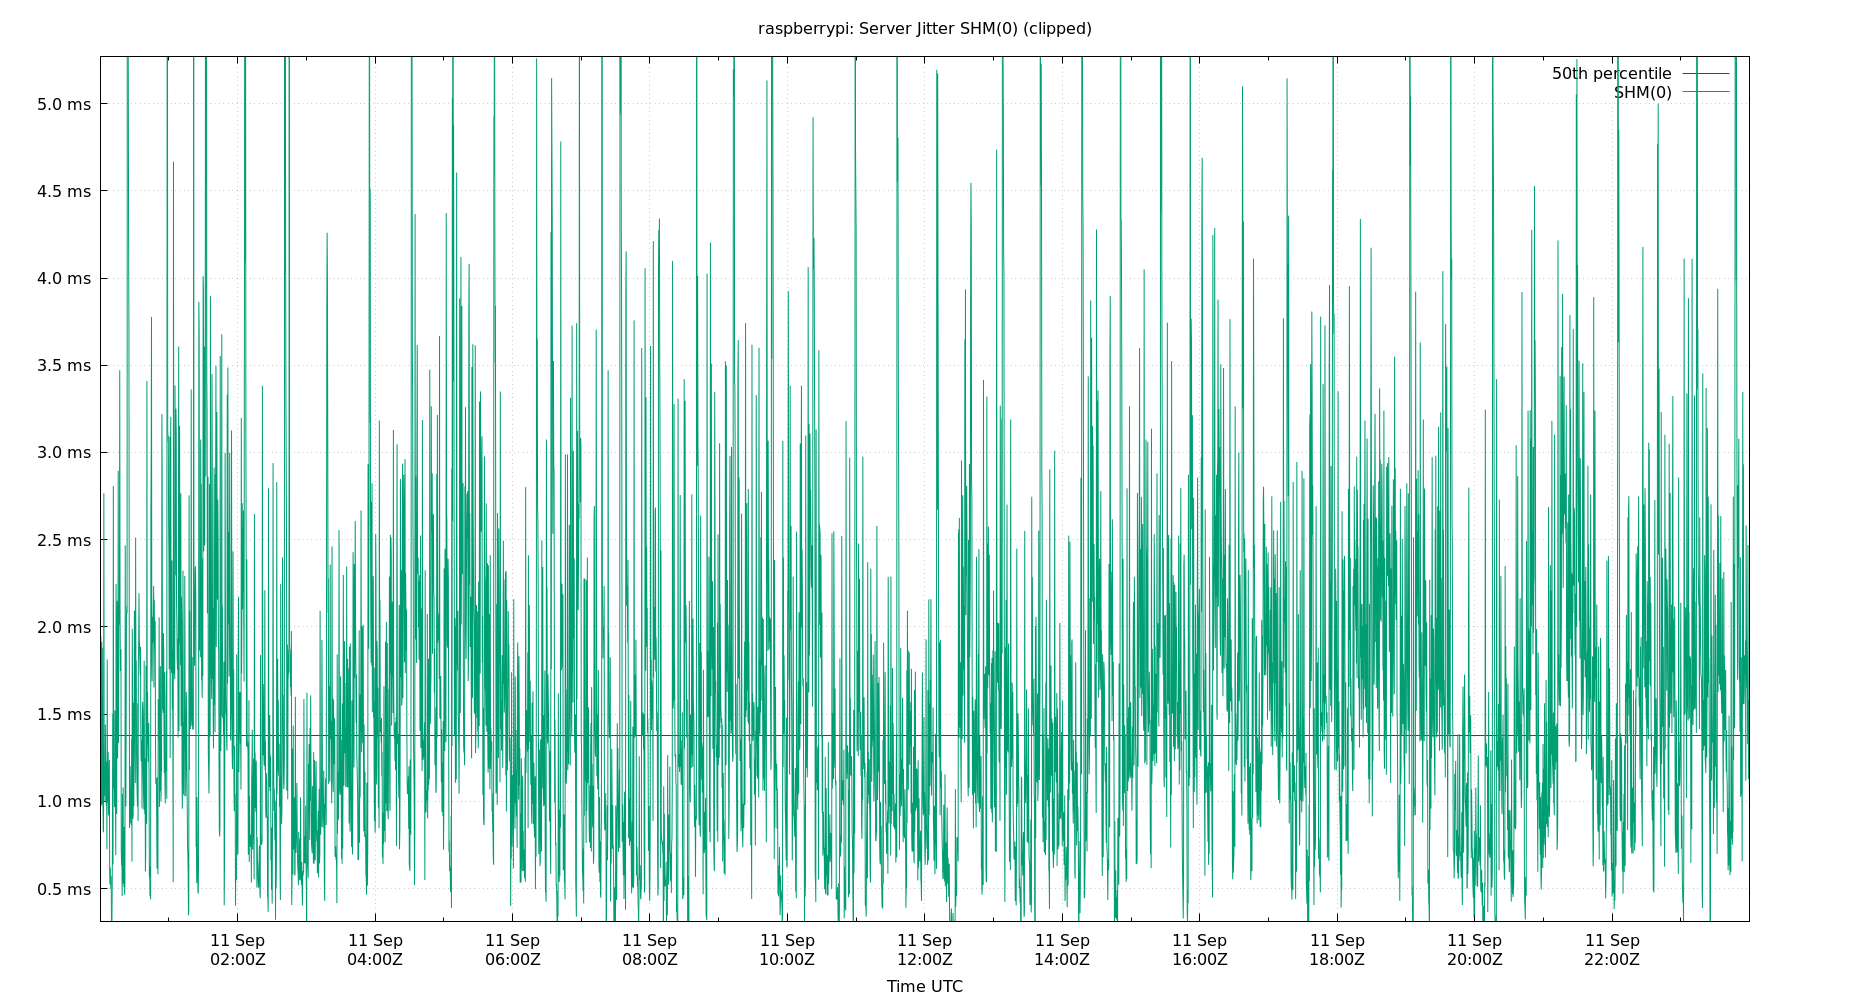 raspberrypi: Server Jitter SHM(0) (clipped)
50th percentile
SHM(0)
5.0 ms
4.5 ms
4.0 ms
3.5 ms
3.0 ms
2.5 ms
2.0 ms
1.5 ms
1.0 ms
0.5 ms
11 Sep 11 Sep 11 Sep 11 Sep 11 Sep 11 Sep 11 Sep 11 Sep 11 Sep 11 Sep 11 Sep
02:00Z 04:00Z 06:00Z 08:00Z 10:00Z 12:00Z 14:00Z 16:00Z 18:00Z 20:00Z 22:00Z
Time UTC